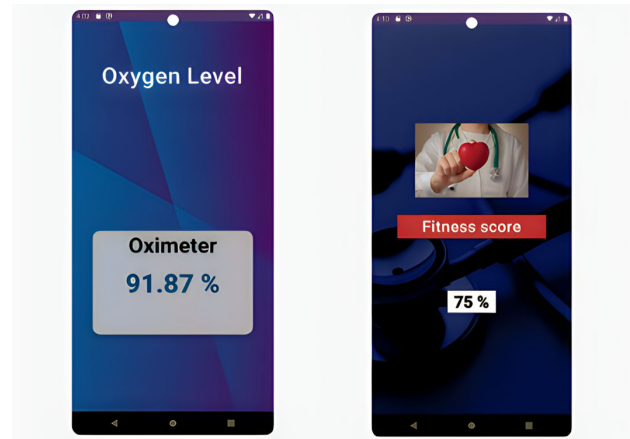 Oxygen Level
Oximeter
91.87 %
Fitness score
75 %